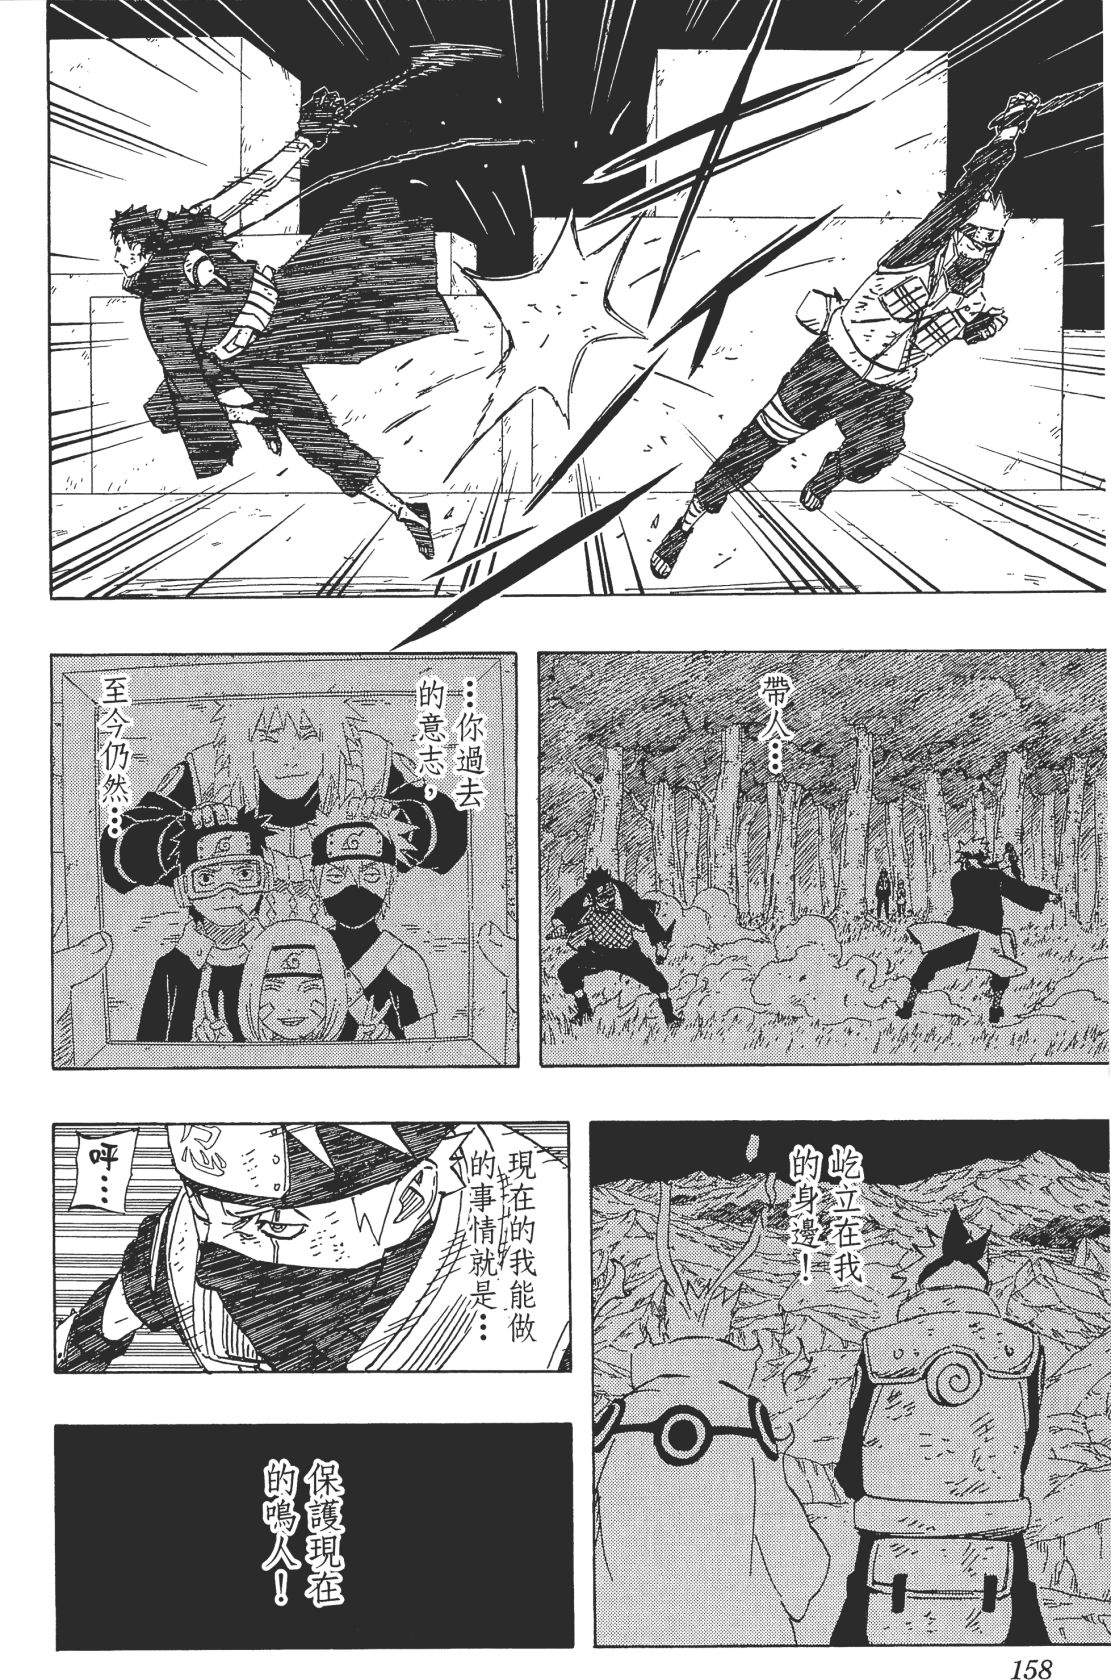 帶人…
…你過去
的意志，
至今仍然…
屹立在我
的身邊！
現在的我能做
的事情就是…
呼…
保護現在
的鳴人！
158